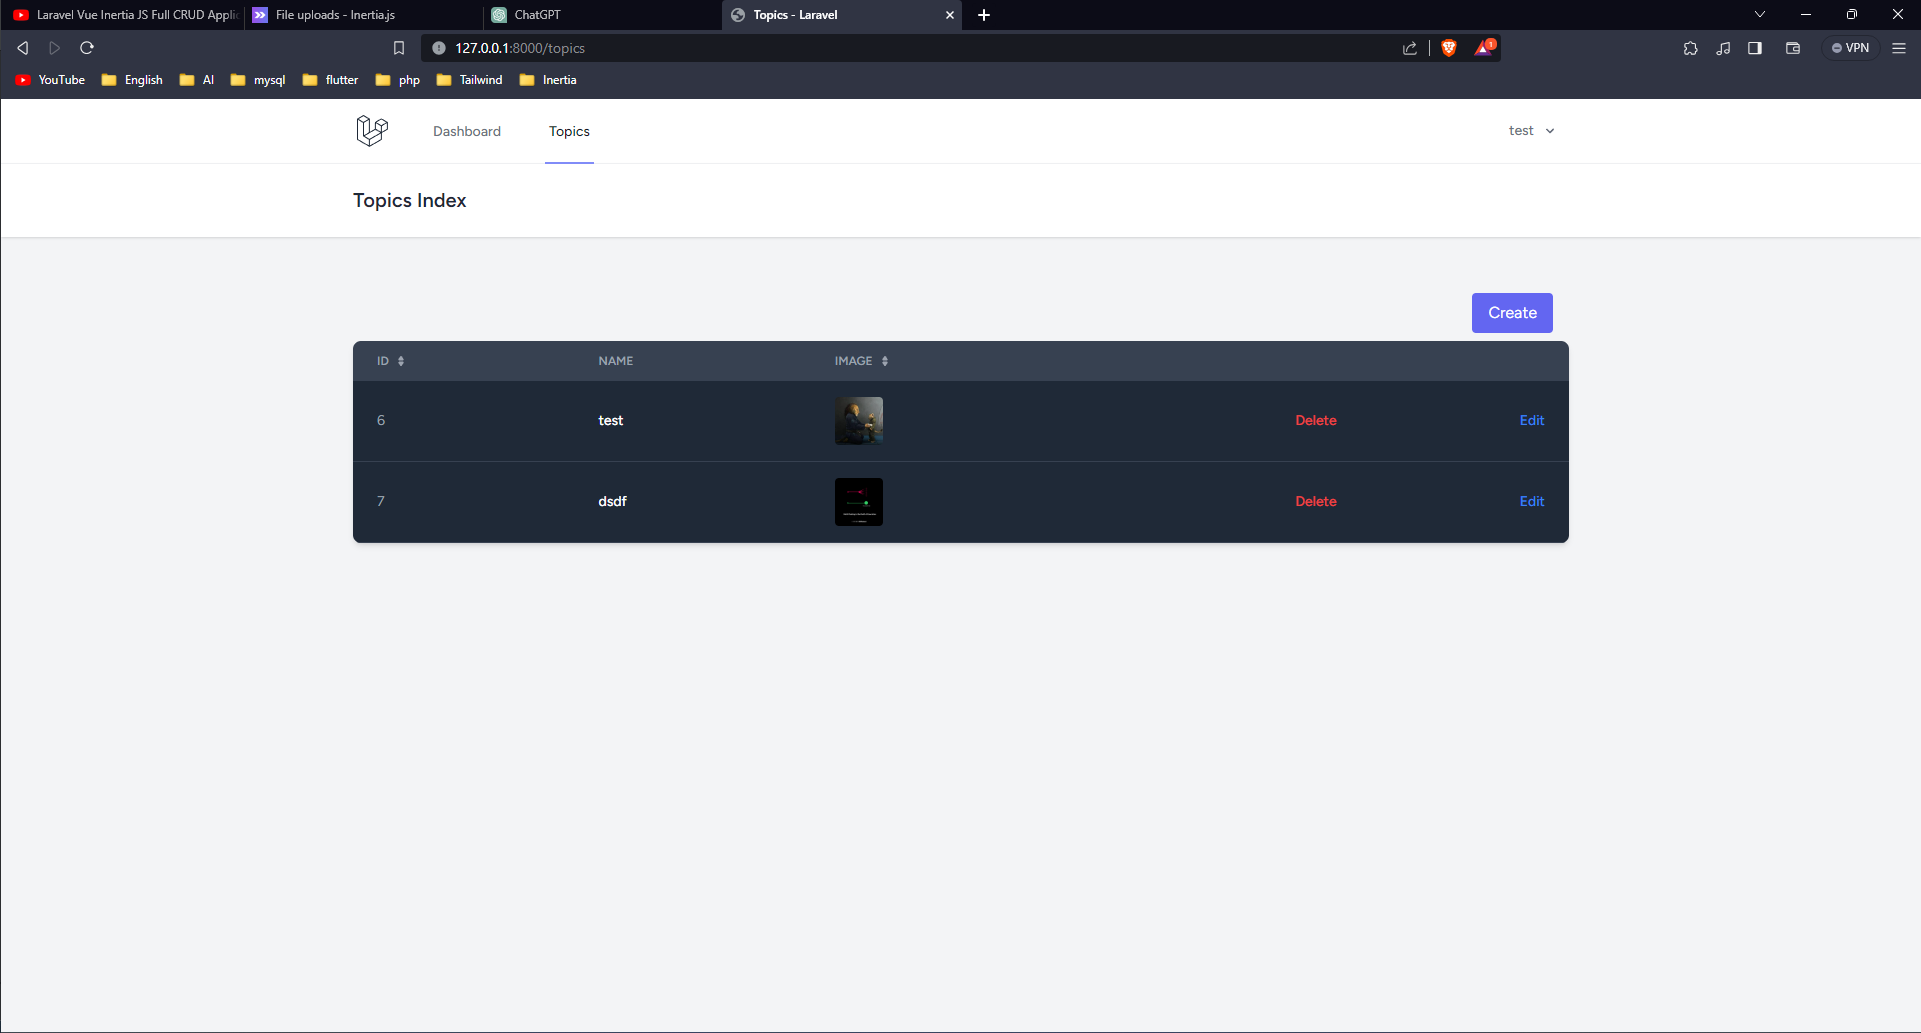 Laravel Vue Inertia JS Full CRUD Applic
File uploads - Inertia.js
ChatGPT
Topics - Laravel
127.0.0.1:8000/topics
1
VPN
YouTube
English
AI
mysql
flutter
php
Tailwind
Inertia
Dashboard
Topics
test
Topics Index
Create
ID
NAME
IMAGE
6
test
Delete
Edit
7
dsdf
Delete
Edit